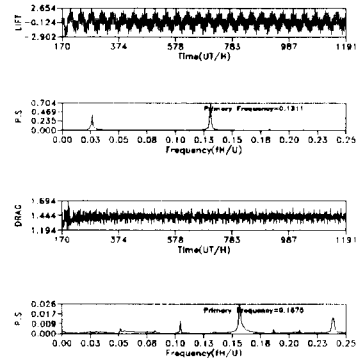 LIFT
2.654
-0.124
-2.902
170 374 578 783 987 1191
Time(UT/H)
P.S
0.704
0.469
0.235
0.000
Primary Frequency=0.1311
0.00 0.03 0.05 0.08 0.10 0.13 0.15 0.18 0.20 0.23 0.25
Frequency(fH/U)
DRAG
1.694
1.444
1.194
170 374 578 783 987 1191
Time(UT/H)
P.S
0.026
0.017
0.009
0.000
0.00 0.03 0.05 0.08 0.10 0.13 0.15 0.18 0.20 0.23 0.25
Frequency(fH/U)